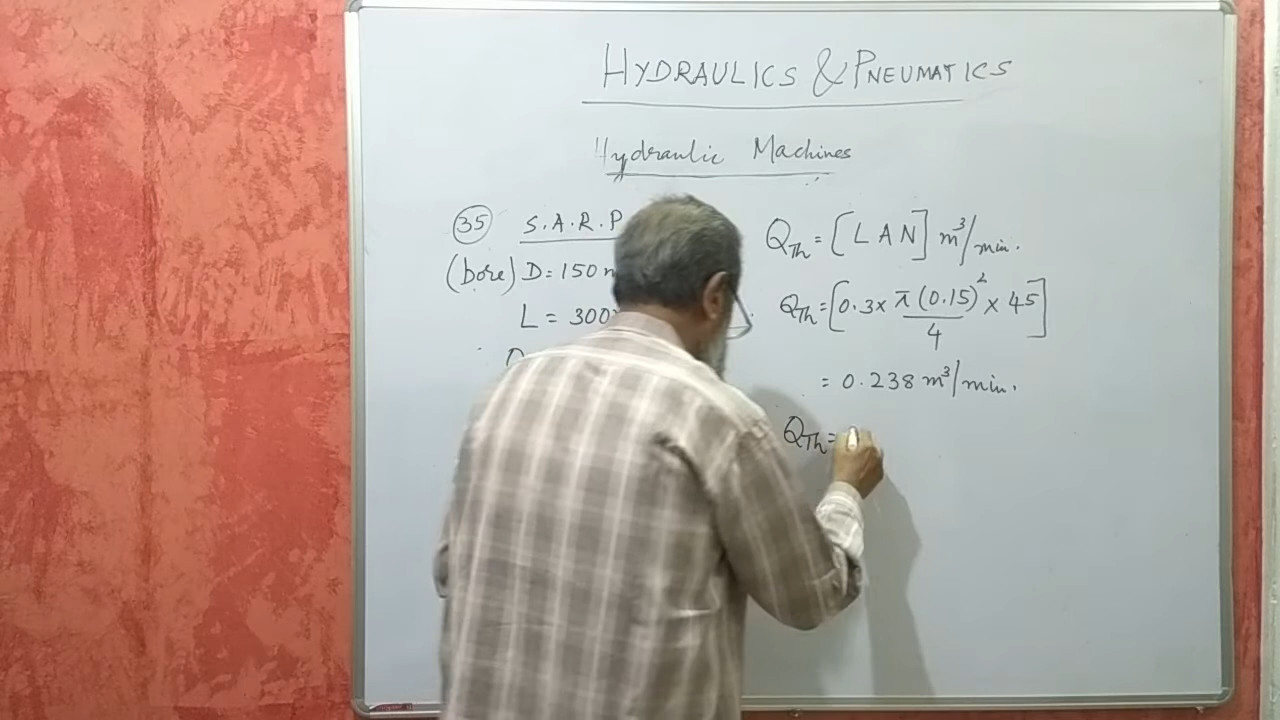 HYDRAULICS & PNEUMATICS
Hydraulic Machines
35 S.A.R.P
(bore) D = 150
L = 300
Q_Th = [L A N] m³/min.
Q_Th = [0.3 x π (0.15)² / 4 x 45]
= 0.238 m³/min.
Q_Th =